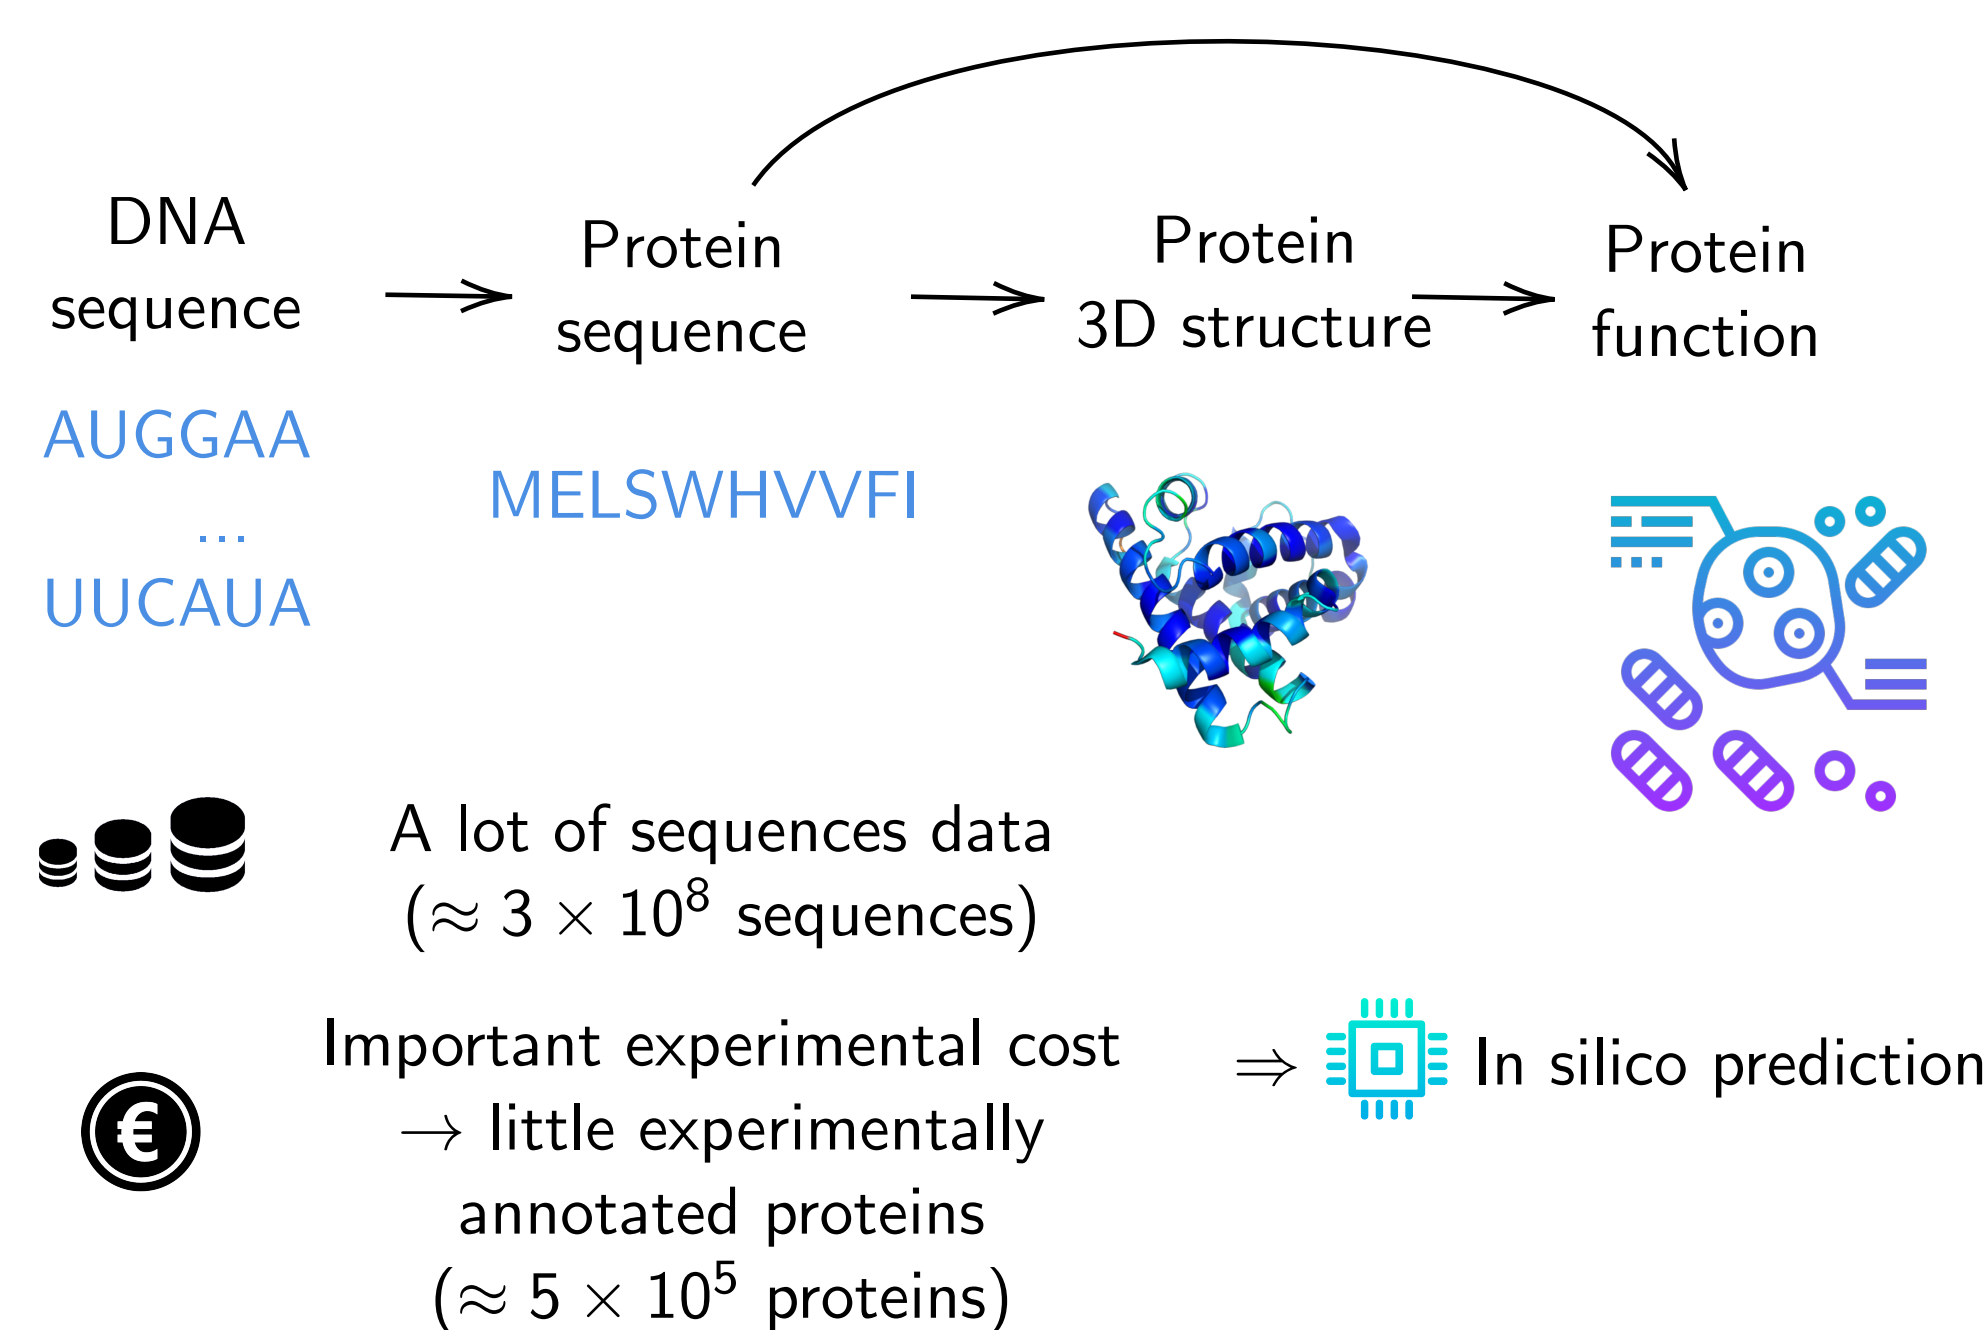 DNA
sequence
Protein
sequence
Protein
3D structure
Protein
function
AUGGAA
...
UUCAUA
MELSWHVVFI
A lot of sequences data
(≈ 3 × 10⁸ sequences)
€
Important experimental cost
→ little experimentally
annotated proteins
(≈ 5 × 10⁵ proteins)
⇒ In silico prediction